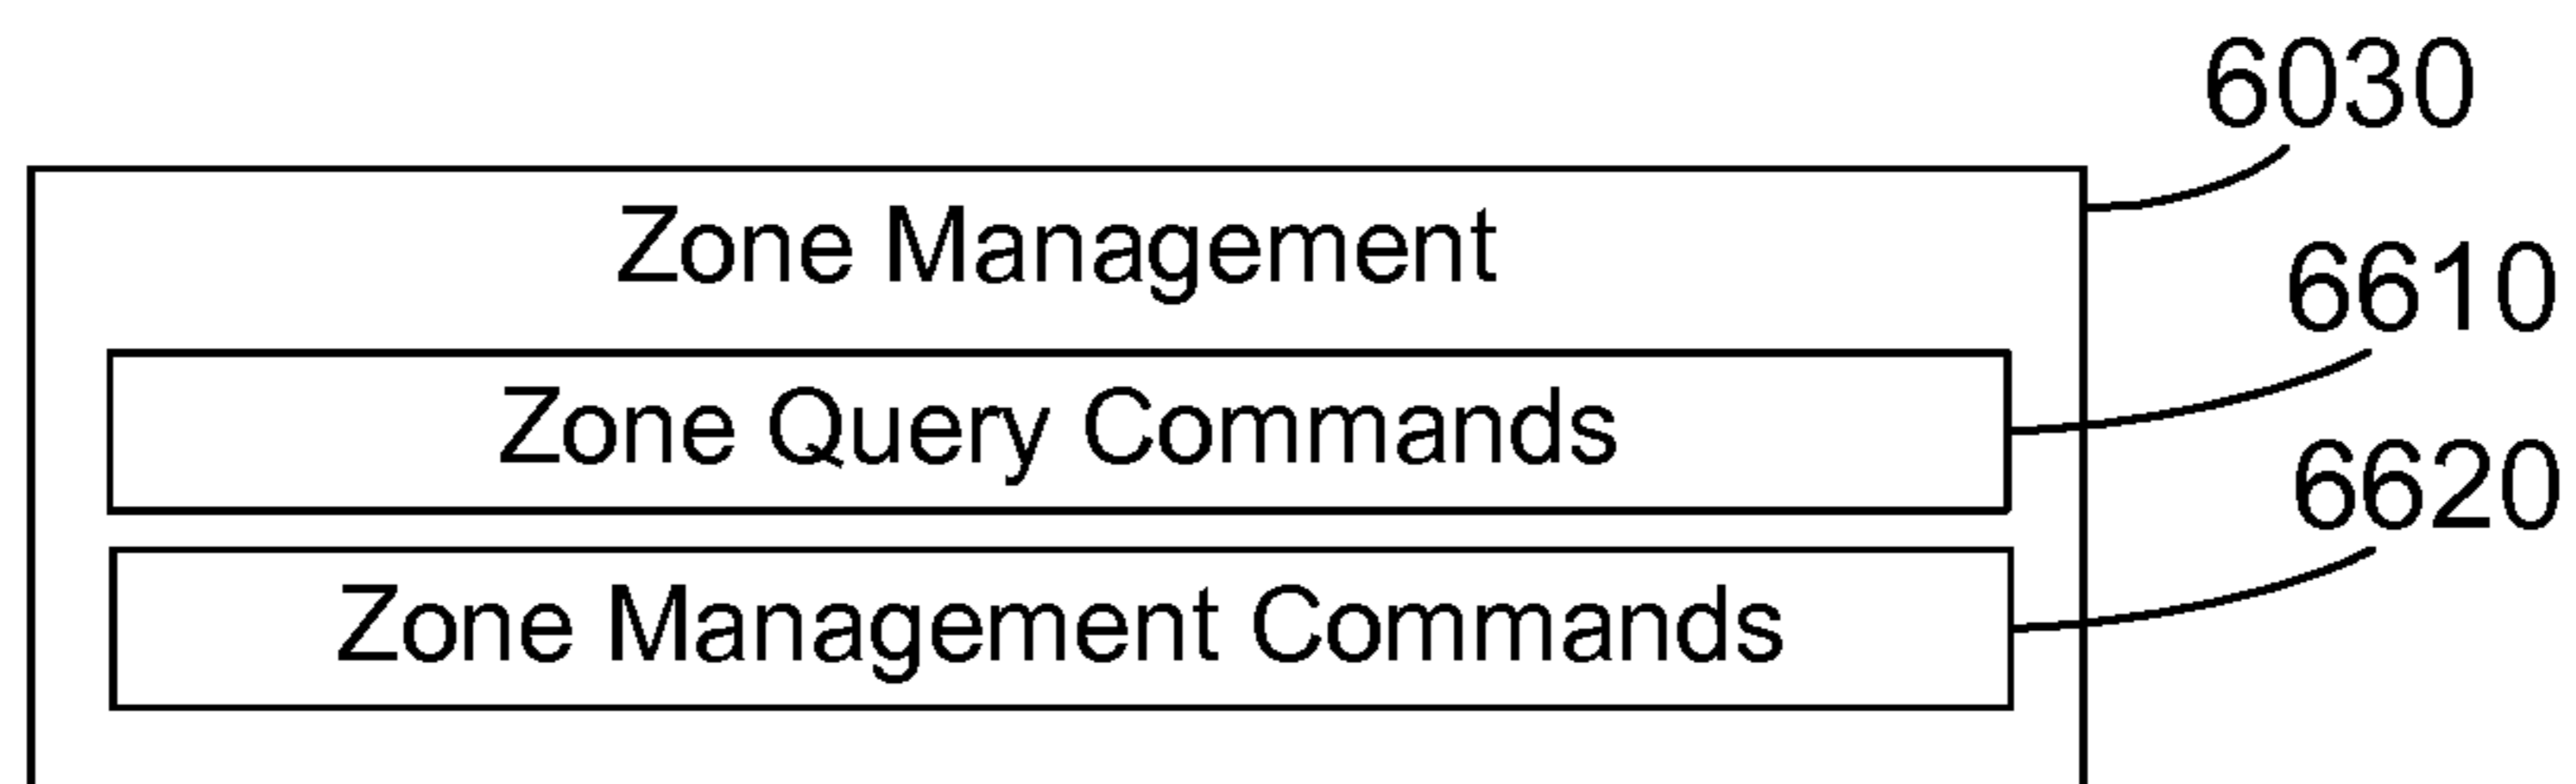 6030
Zone Management
6610
Zone Query Commands
6620
Zone Management Commands